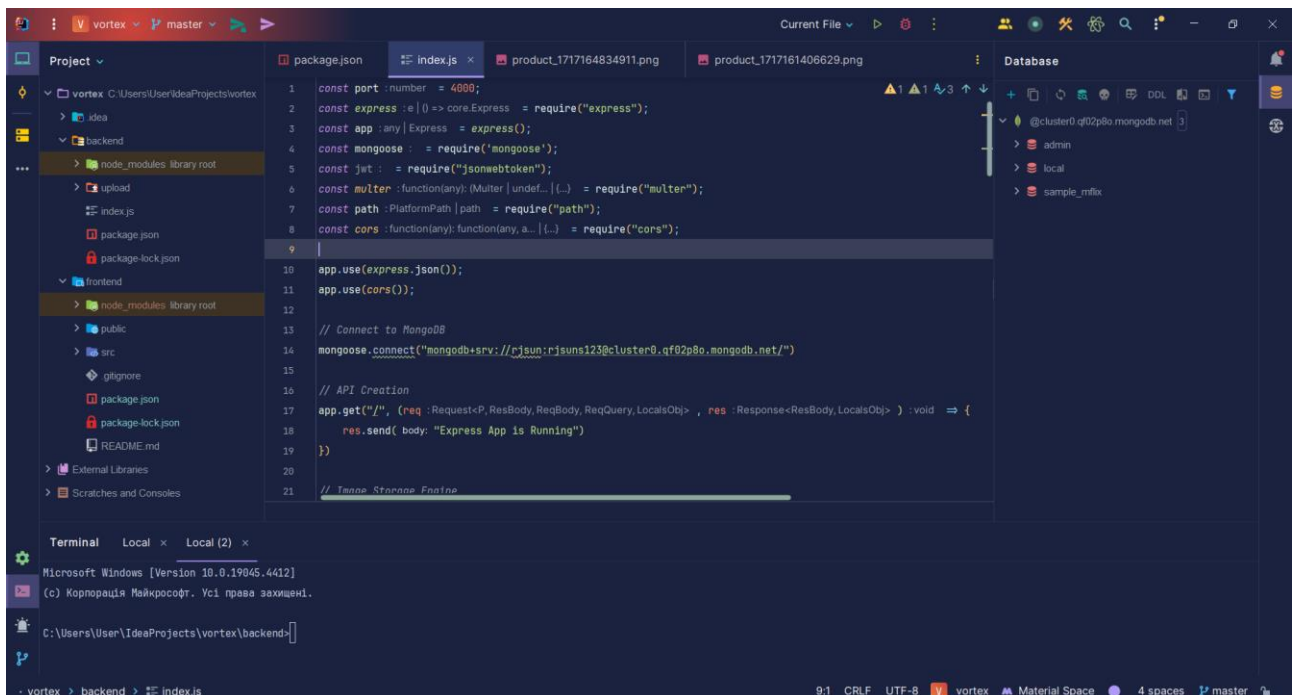 V vortex master
Current File
Project
package.json
index.js
product_1717164834911.png
product_1717161406629.png
Database
vortex C:\Users\User\IdeaProjects\vortex
.idea
backend
node_modules library root
upload
index.js
package.json
package-lock.json
frontend
node_modules library root
public
src
.gitignore
package.json
package-lock.json
README.md
External Libraries
Scratches and Consoles
1 const port : number = 4000;
2 const express : e | () => core.Express = require("express");
3 const app : any | Express = express();
4 const mongoose : = require('mongoose');
5 const jwt : = require("jsonwebtoken");
6 const multer : function(any): (Multer | undef... | {...} = require("multer");
7 const path : PlatformPath | path = require("path");
8 const cors : function(any): function(any, a... | {...} = require("cors");
9
10 app.use(express.json());
11 app.use(cors());
12
13 // Connect to MongoDB
14 mongoose.connect("mongodb+srv://rjsun:rjsuns123@cluster0.qf02p8o.mongodb.net/")
15
16 // API Creation
17 app.get("/", (req : Request<P, ResBody, ReqBody, ReqQuery, LocalsObj> , res : Response<ResBody, LocalsObj> ) : void ⇒ {
18 res.send( body: "Express App is Running")
19 })
20
21 // Image Storage Engine
1 1 3
DDL
@cluster0.qf02p8o.mongodb.net 3
admin
local
sample_mflix
Terminal Local × Local (2) ×
Microsoft Windows [Version 10.0.19045.4412]
(c) Корпорація Майкрософт. Усі права захищені.
C:\Users\User\IdeaProjects\vortex\backend>
vortex > backend > index.js
9:1 CRLF UTF-8 V vortex Material Space 4 spaces master